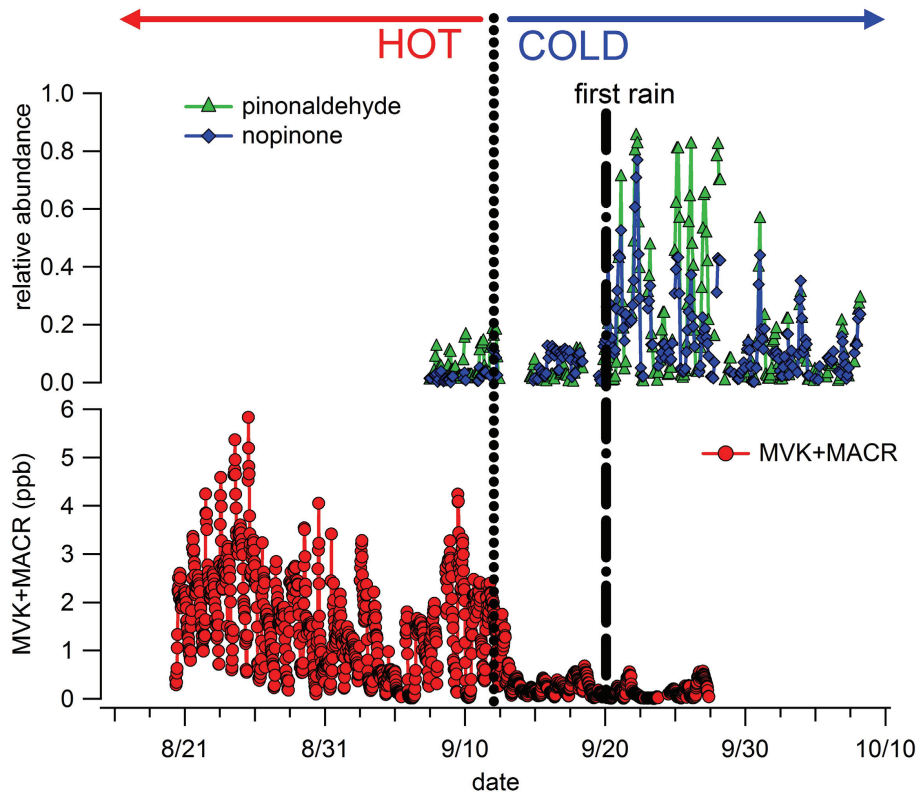 HOT COLD
first rain
pinonaldehyde
nopinone
relative abundance
1.0
0.8
0.6
0.4
0.2
0.0
MVK+MACR
MVK+MACR (ppb)
6
5
4
3
2
1
0
8/21 8/31 9/10 9/20 9/30 10/10
date